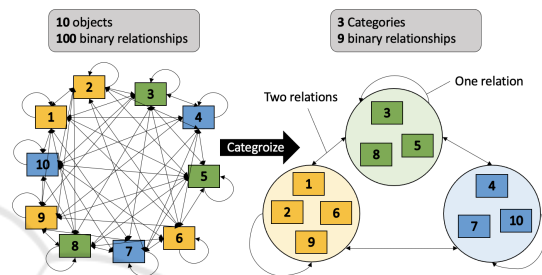 10 objects
100 binary relationships
3 Categories
9 binary relationships
2
3
1
4
10
5
9
6
8
7
Categroize
Two relations
One relation
3
8
5
1
2
6
9
4
7
10